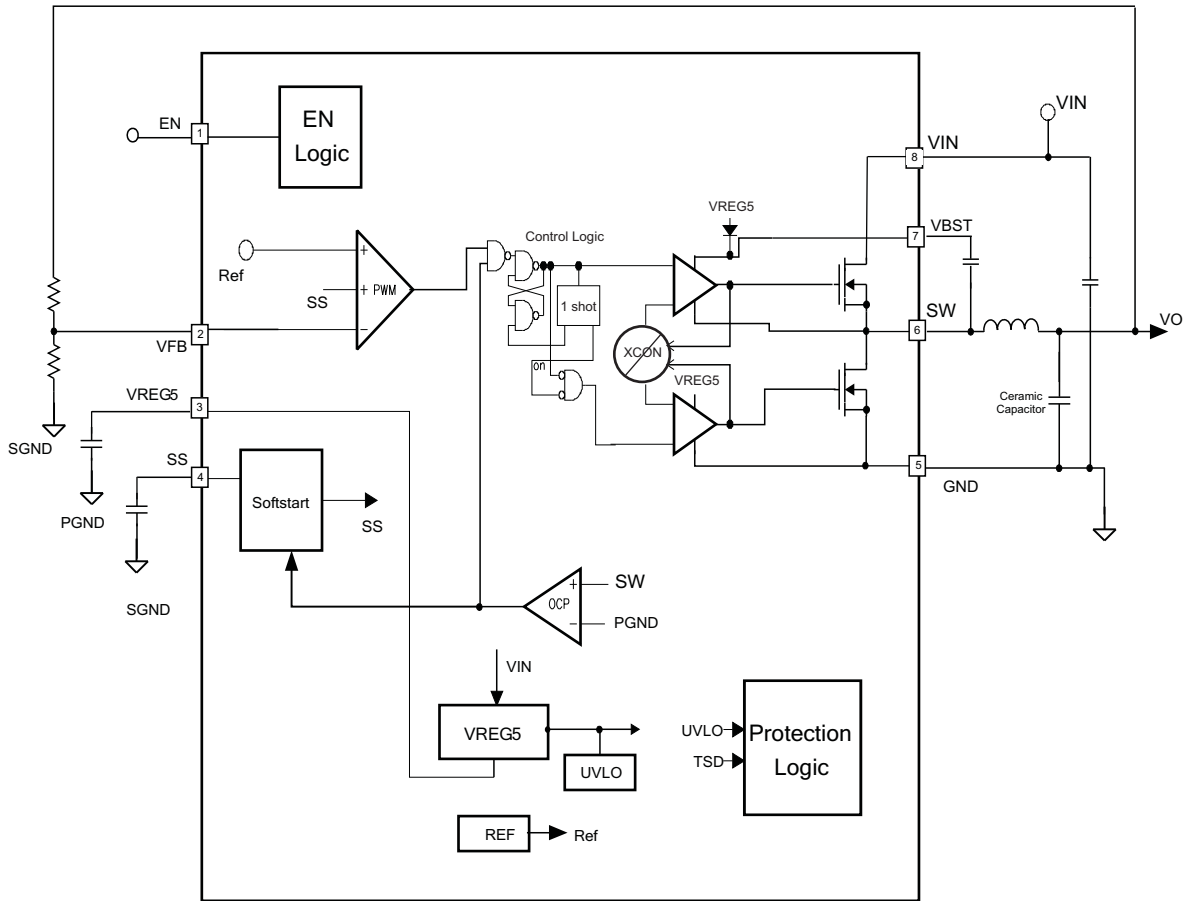 EN
1
EN
Logic
VIN
VIN
8
VREG5
VBST
7
Control Logic
Ref
+
SS
+ PWM
−
1 shot
SW
6
VO
2
VFB
XCON
on
VREG5
Ceramic
Capacitor
VREG5
3
SGND
SS
4
5
GND
PGND
Softstart
SS
SGND
+
SW
OCP
−
PGND
VIN
VREG5
UVLO
UVLO
TSD
Protection
Logic
REF
Ref